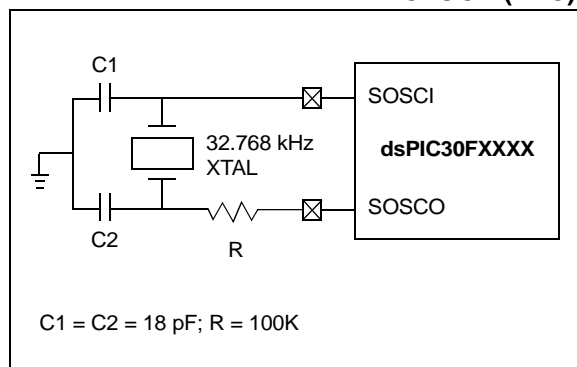 C1
SOSCI
32.768 kHz
XTAL
dsPIC30FXXXX
SOSCO
C2
R
C1 = C2 = 18 pF; R = 100K